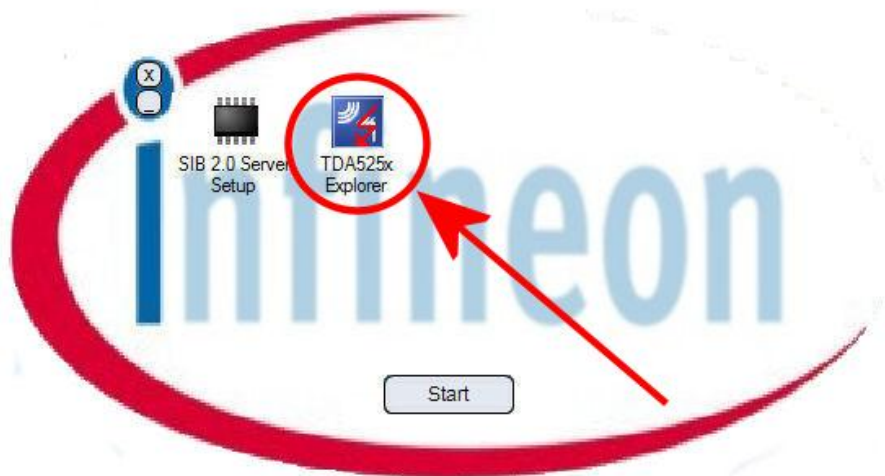 X
_
SIB 2.0 Server
Setup
TDA525x
Explorer
infineon
Start